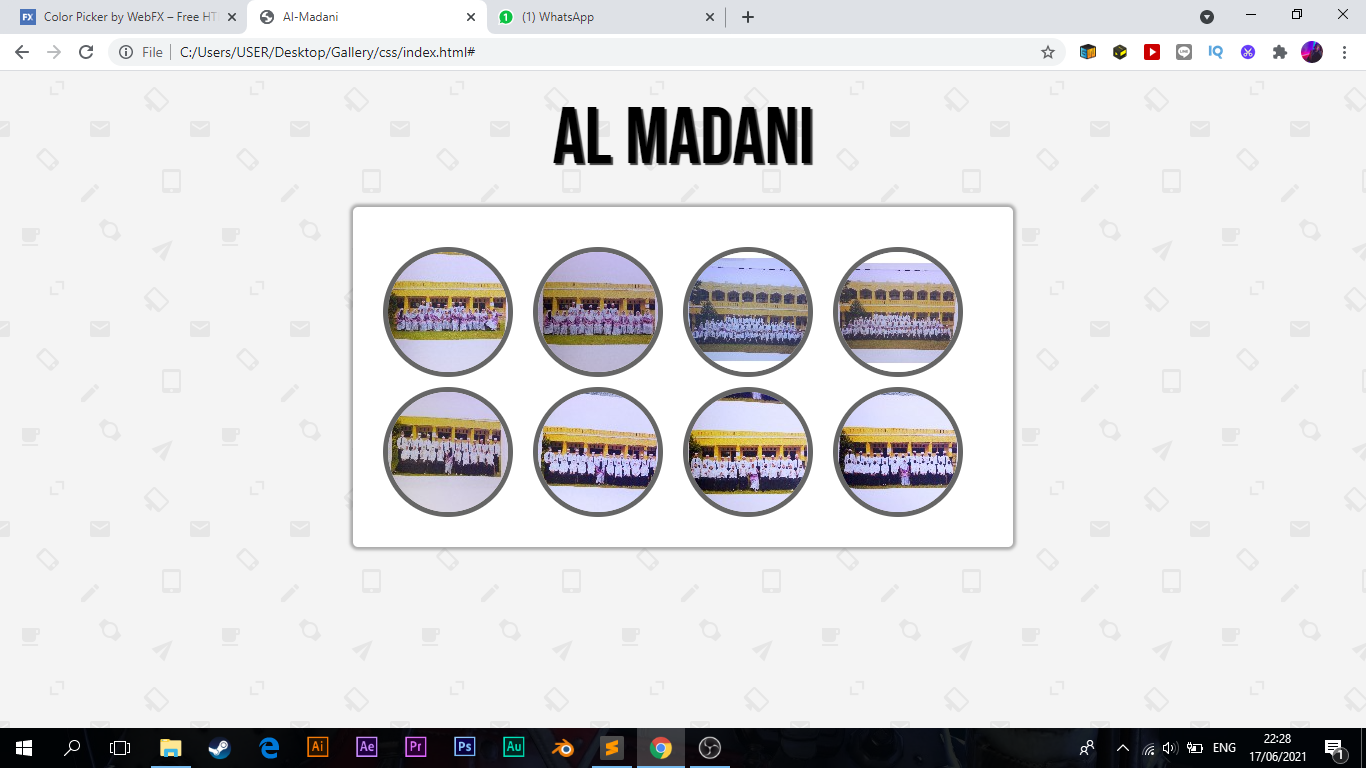 Color Picker by WebFX – Free HT
Al-Madani
(1) WhatsApp
File
C:/Users/USER/Desktop/Gallery/css/index.html#
IQ
AL MADANI
Ai
Ae
Pr
Ps
Au
ENG
22:28
17/06/2021
1